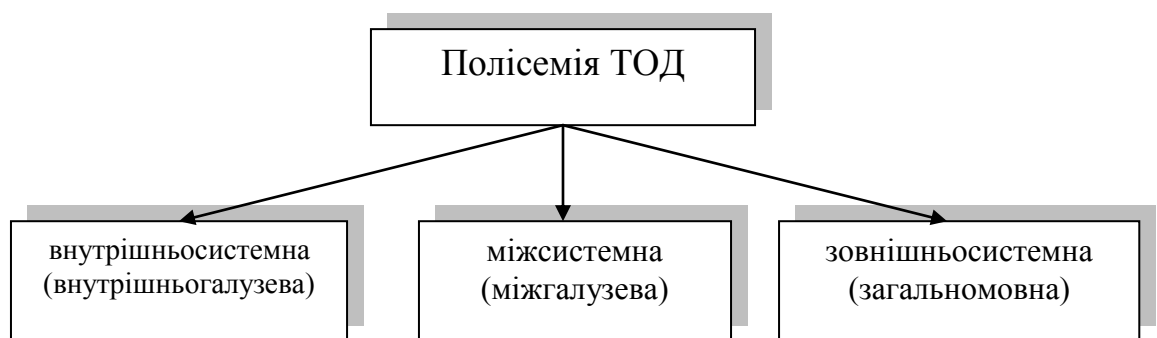 Полісемія ТОД
внутрішньосистемна
(внутрішньогалузева)
міжсистемна
(міжгалузева)
зовнішньосистемна
(загальномовна)